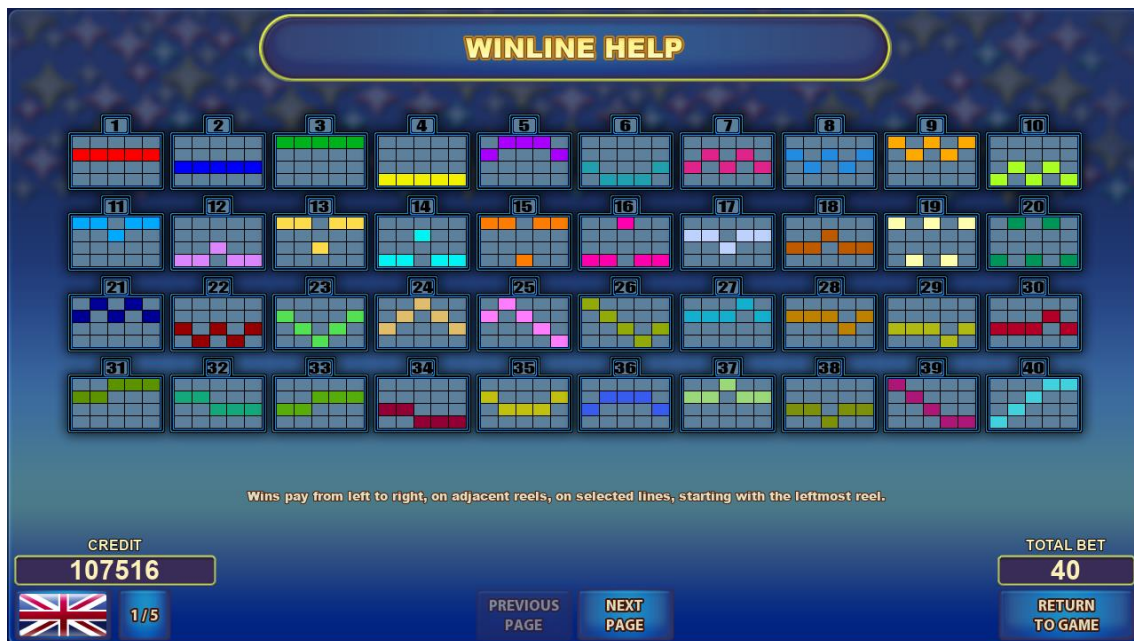 WINLINE HELP
1 2 3 4 5 6 7 8 9 10
11 12 13 14 15 16 17 18 19 20
21 22 23 24 25 26 27 28 29 30
31 32 33 34 35 36 37 38 39 40
Wins pay from left to right, on adjacent reels, on selected lines, starting with the leftmost reel.
CREDIT
107516
TOTAL BET
40
1/5
PREVIOUS
PAGE
NEXT
PAGE
RETURN
TO GAME